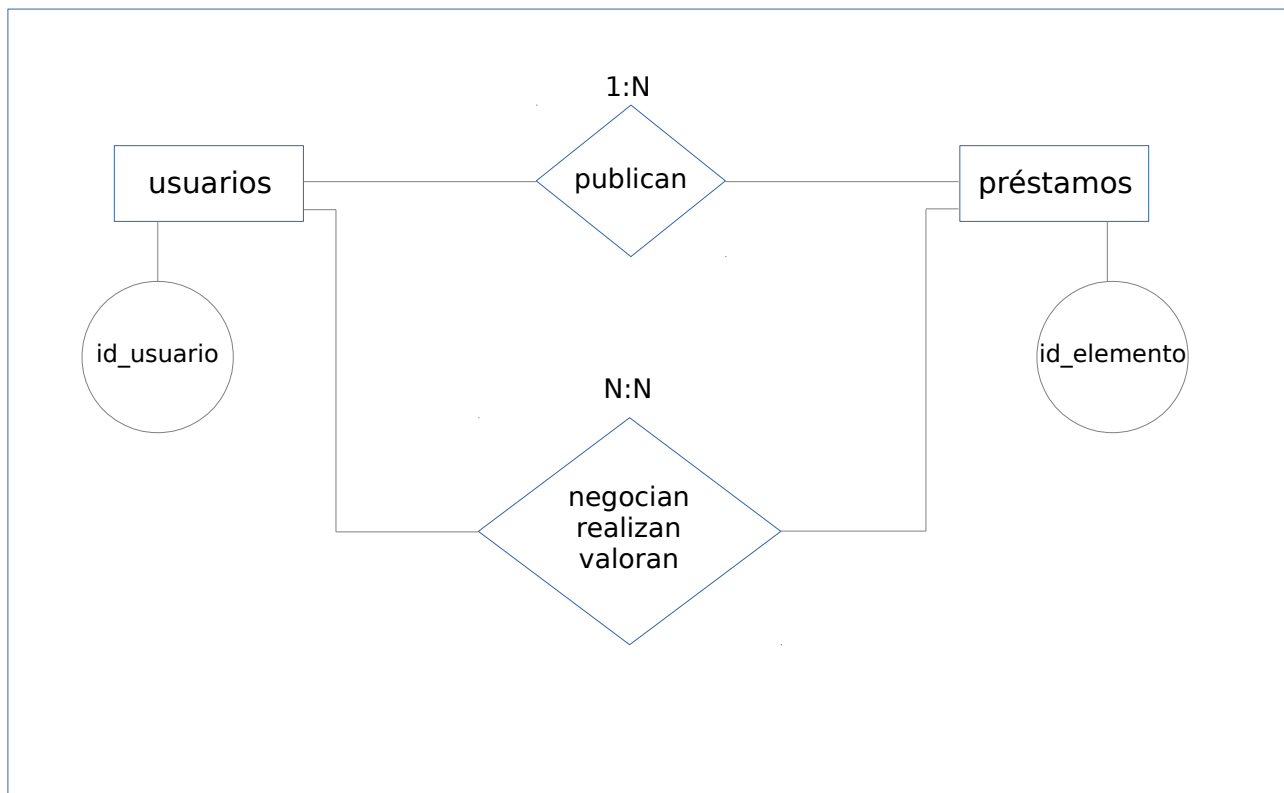 1:N
usuarios
publican
préstamos
id_usuario
id_elemento
N:N
negocian
realizan
valoran